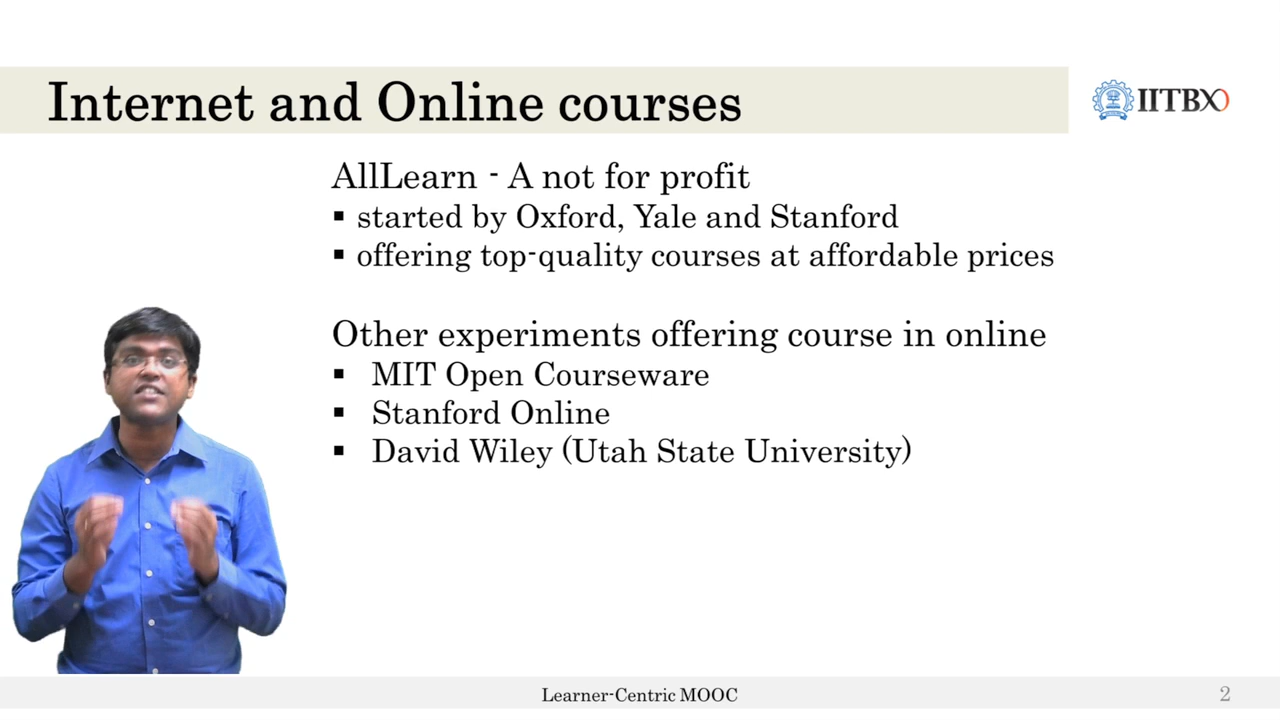 Internet and Online courses
IITBX
AllLearn - A not for profit
▪ started by Oxford, Yale and Stanford
▪ offering top-quality courses at affordable prices
Other experiments offering course in online
▪ MIT Open Courseware
▪ Stanford Online
▪ David Wiley (Utah State University)
Learner-Centric MOOC
2